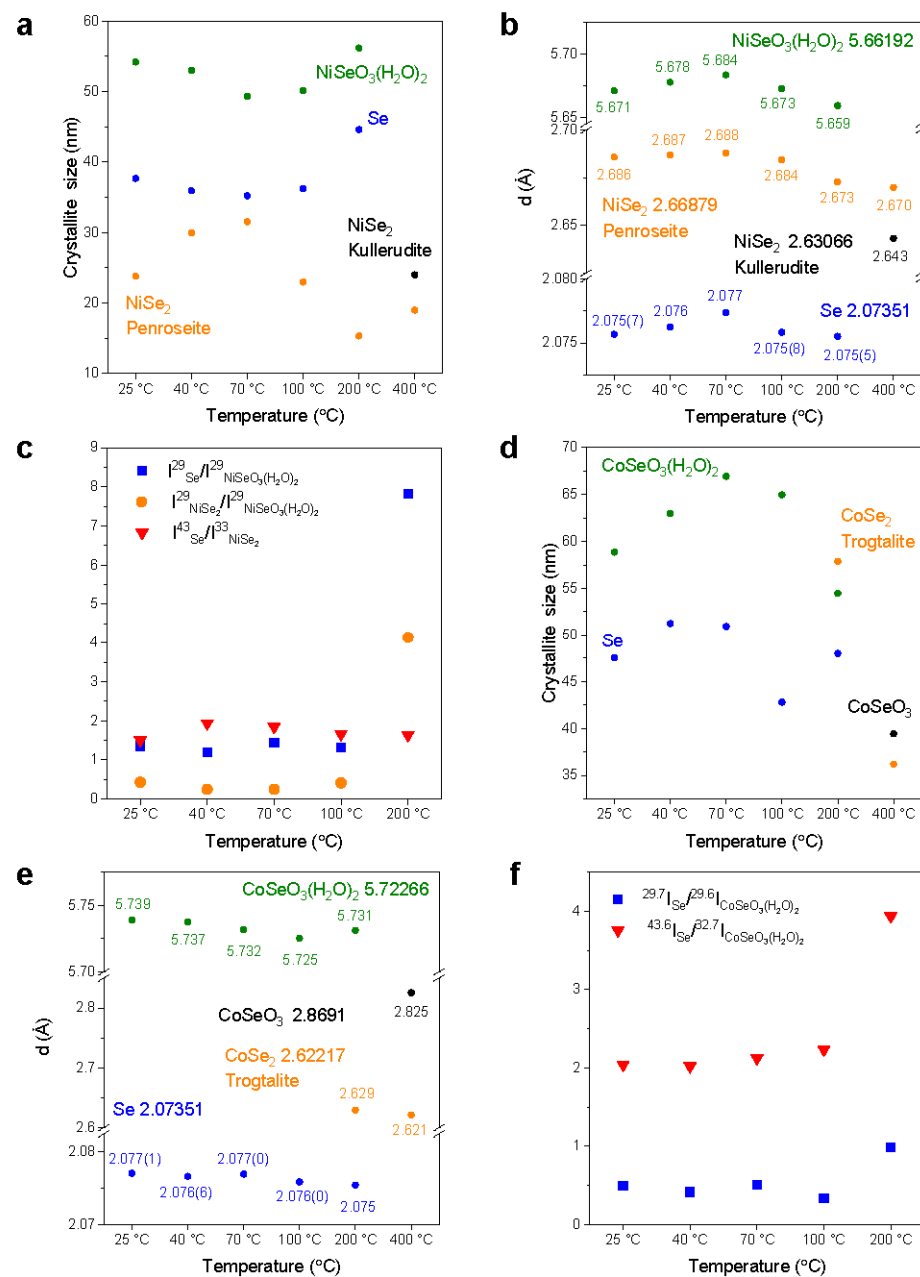 a
60
50
40
30
20
10
Crystallite size (nm)
NiSeO₃(H₂O)₂
Se
NiSe₂
Kullerudite
NiSe₂
Penroseite
25 °C 40 °C 70 °C 100 °C 200 °C 400 °C
Temperature (°C)
b
5.70
5.65
2.70
2.65
2.080
2.075
d (Å)
NiSeO₃(H₂O)₂ 5.66192
5.671 5.678 5.684 5.673 5.659
2.686 2.687 2.688 2.684 2.673 2.670
NiSe₂ 2.66879
Penroseite
NiSe₂ 2.63066
Kullerudite
2.643
Se 2.07351
2.075(7) 2.076 2.077 2.075(8) 2.075(5)
25 °C 40 °C 70 °C 100 °C 200 °C 400 °C
Temperature (°C)
c
9
8
7
6
5
4
3
2
1
0
I²⁹Se/I²⁹NiSeO₃(H₂O)₂
I²⁹NiSe₂/I²⁹NiSeO₃(H₂O)₂
I⁴³Se/I³³NiSe₂
25 °C 40 °C 70 °C 100 °C 200 °C
Temperature (°C)
d
70
65
60
55
50
45
40
35
Crystallite size (nm)
CoSeO₃(H₂O)₂
CoSe₂
Trogtalite
Se
CoSeO₃
25 °C 40 °C 70 °C 100 °C 200 °C 400 °C
Temperature (°C)
e
5.75
5.70
2.8
2.7
2.6
2.08
2.07
d (Å)
CoSeO₃(H₂O)₂ 5.72266
5.739 5.737 5.732 5.725 5.731
CoSeO₃ 2.8691
2.825
CoSe₂ 2.62217
Trogtalite
2.629 2.621
Se 2.07351
2.077(1) 2.076(6) 2.077(0) 2.076(0) 2.075
25 °C 40 °C 70 °C 100 °C 200 °C 400 °C
Temperature (°C)
f
4
3
2
1
0
²⁹·⁷ISe/²⁹·⁶ICoSeO₃(H₂O)₂
⁴³·⁶ISe/³²·⁷ICoSeO₃(H₂O)₂
25 °C 40 °C 70 °C 100 °C 200 °C
Temperature (°C)